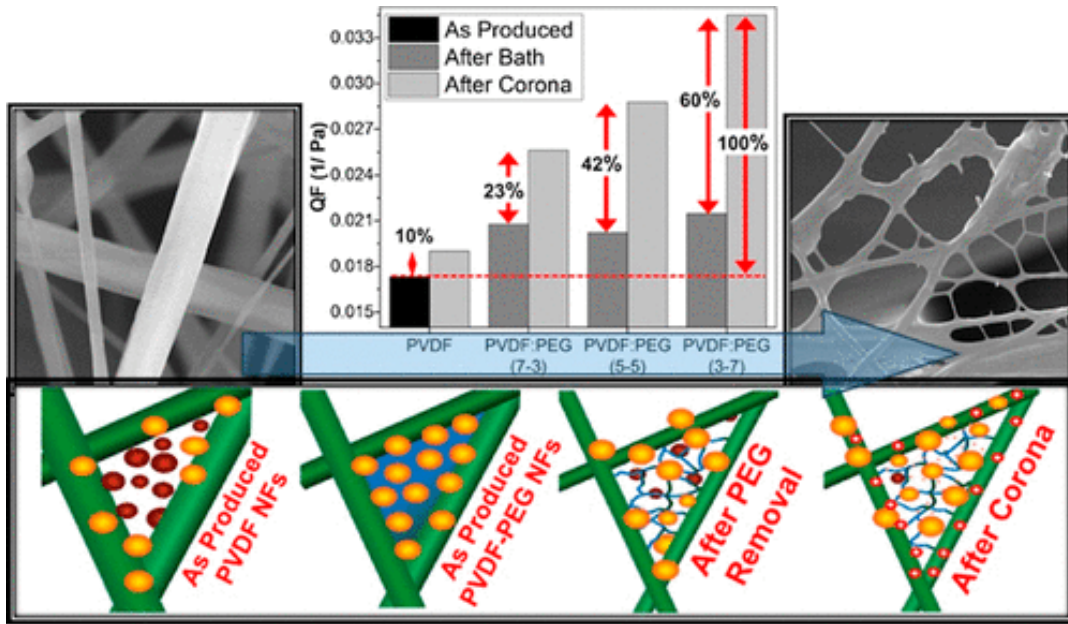 As Produced
After Bath
After Corona
QF (1/ Pa)
0.033
0.030
0.027
0.024
0.021
0.018
0.015
10%
23%
42%
60%
100%
PVDF
PVDF:PEG
(7-3)
PVDF:PEG
(5-5)
PVDF:PEG
(3-7)
As Produced
PVDF NFs
As Produced
PVDF-PEG NFs
After PEG
Removal
After Corona